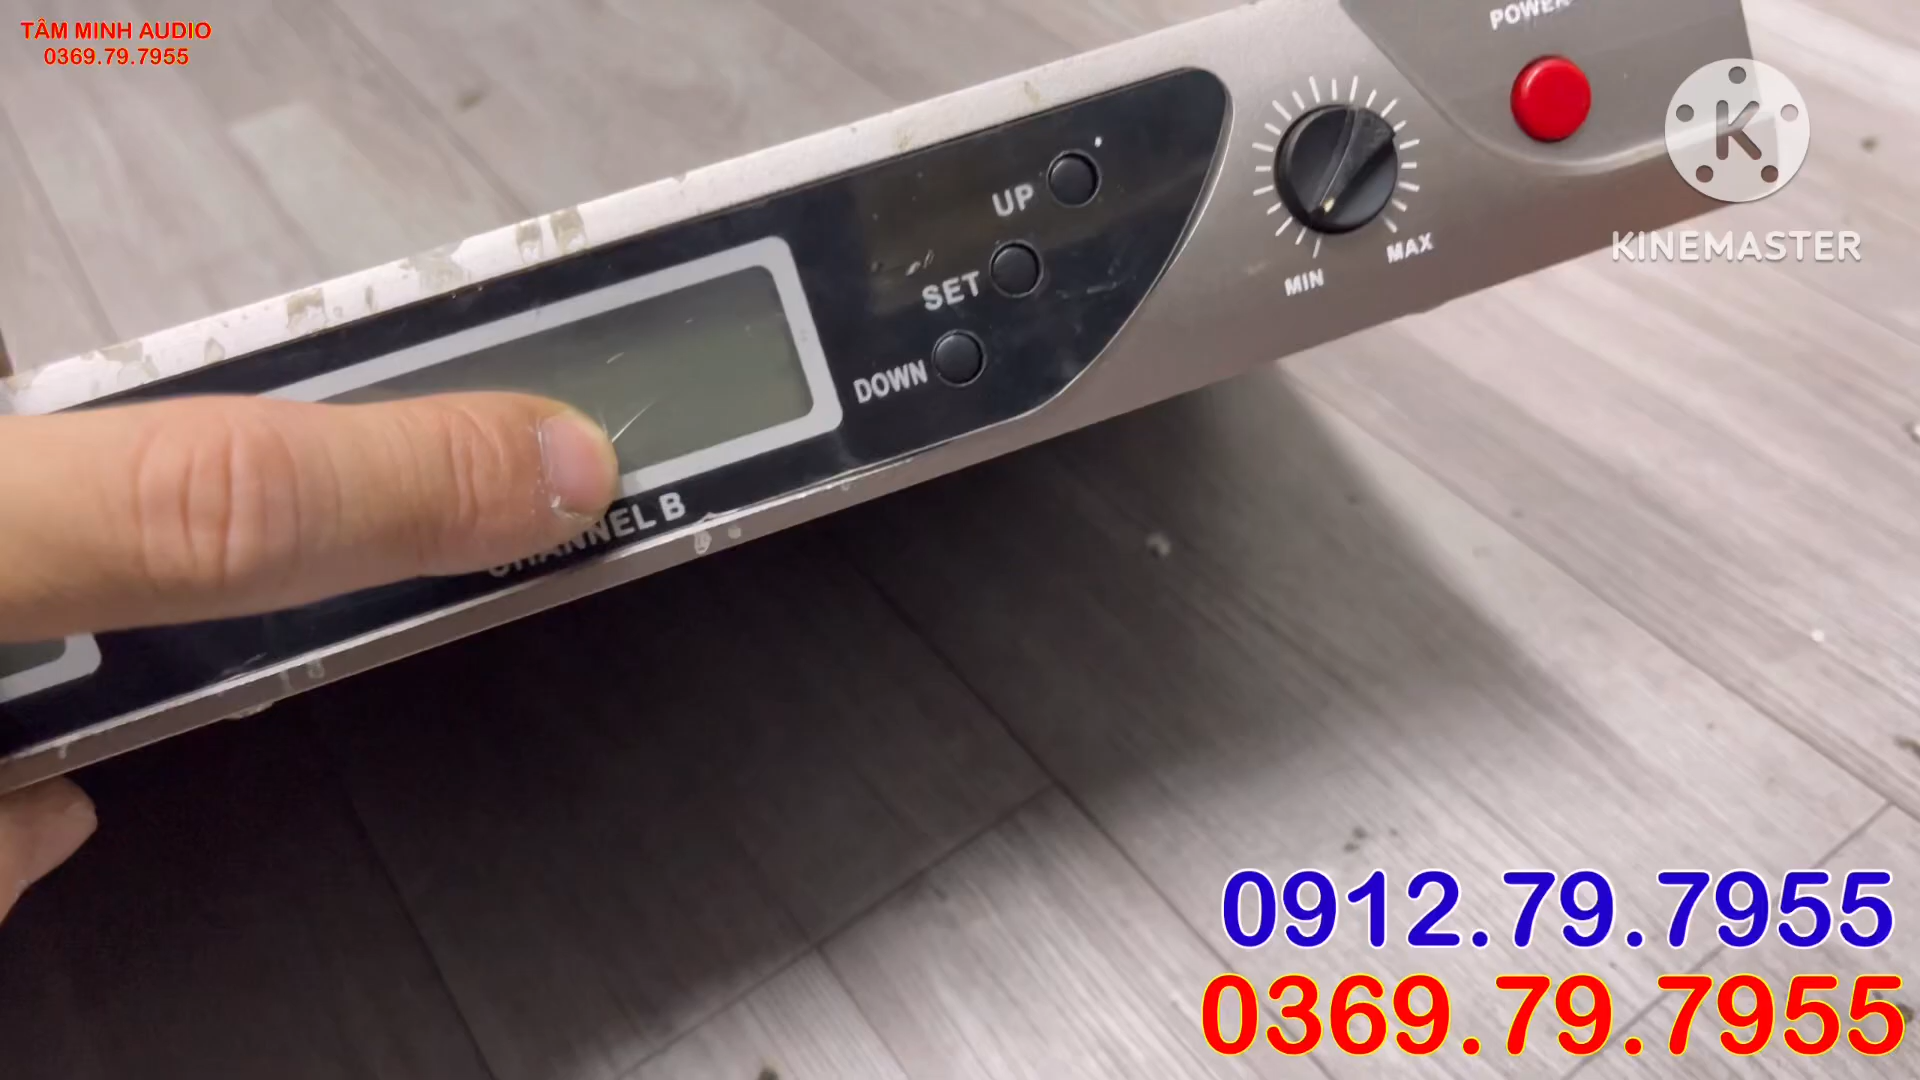 TÂM MINH AUDIO
0369.79.7955
POWER
K
KINEMASTER
UP
SET
DOWN
MIN
MAX
CHANNEL B
0912.79.7955
0369.79.7955